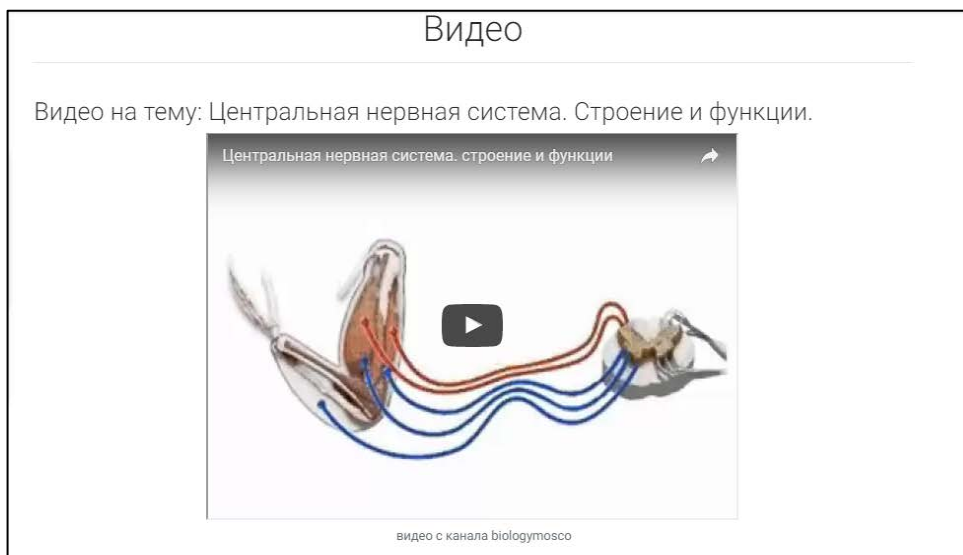 Видео
Видео на тему: Центральная нервная система. Строение и функции.
Центральная нервная система. строение и функции
видео с канала biologymosco